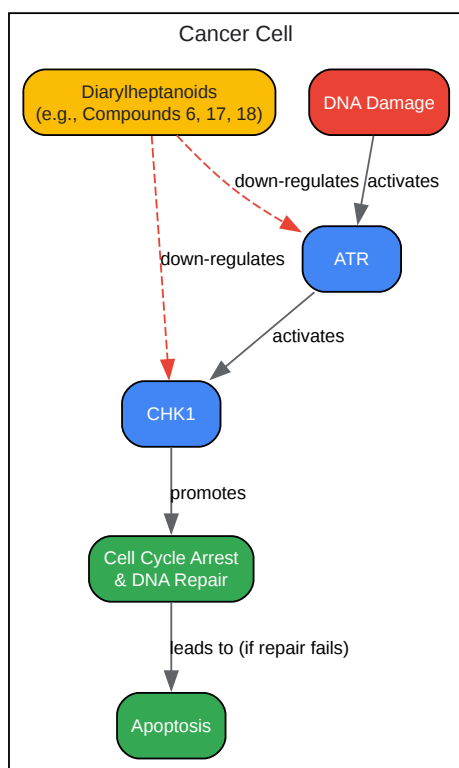 Cancer Cell
Diarylheptanoids
(e.g., Compounds 6, 17, 18)
DNA Damage
down-regulates
activates
down-regulates
ATR
activates
CHK1
promotes
Cell Cycle Arrest
& DNA Repair
leads to (if repair fails)
Apoptosis